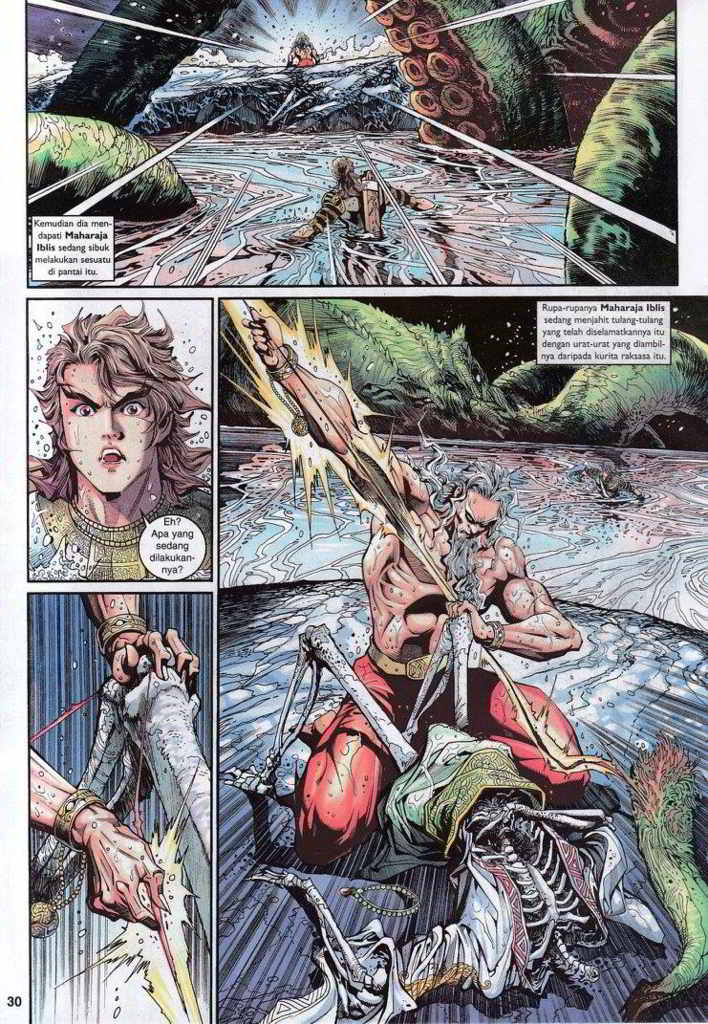 Kemudian dia men-
dapati Maharaja
Iblis sedang sibuk
melakukan sesuatu
di pantai itu.
Rupa-rupanya Maharaja Iblis
sedang menjahit tulang-tulang
yang telah diselamatkannya itu
dengan urat-urat yang diambil-
nya daripada kurita raksasa itu.
Eh?
Apa yang
sedang
dilakukan-
nya?
30